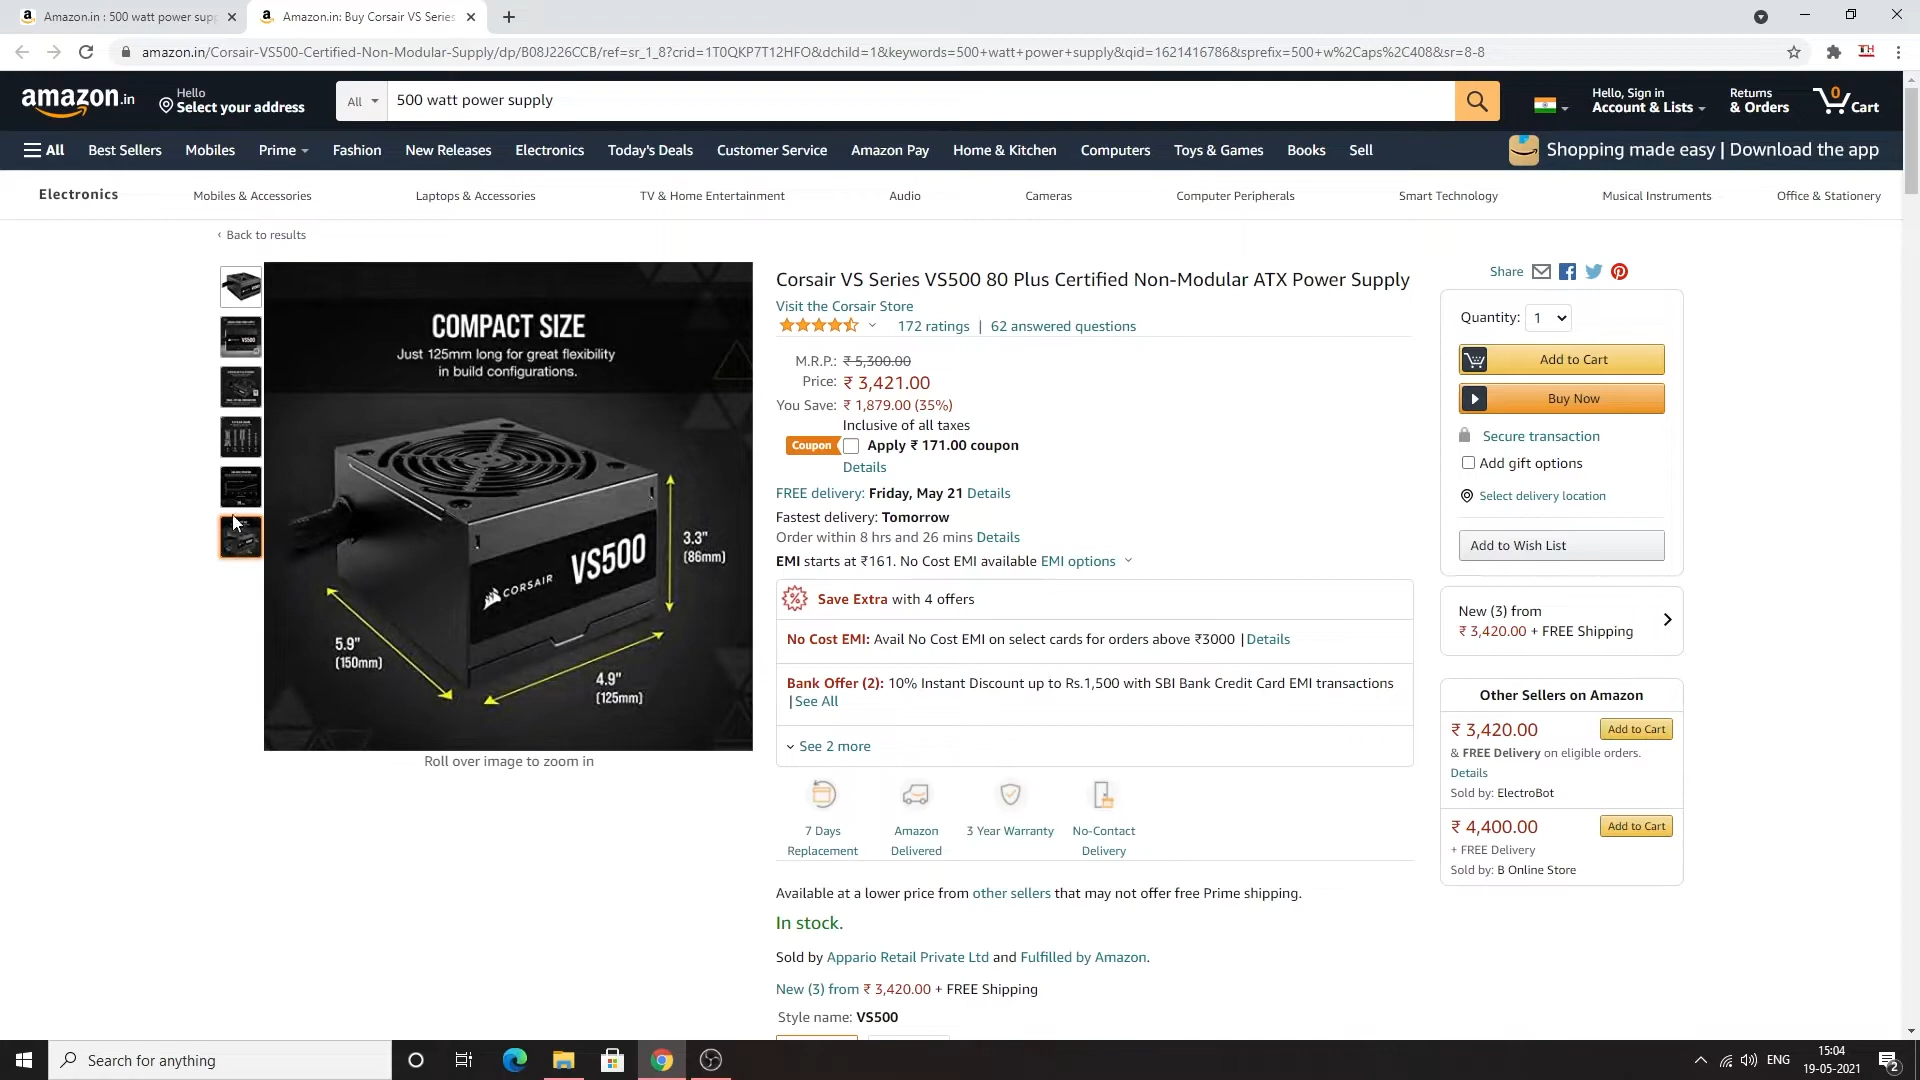 Amazon.in : 500 watt power supp
Amazon.in: Buy Corsair VS Series
amazon.in/Corsair-VS500-Certified-Non-Modular-Supply/dp/B08J226CCB/ref=sr_1_8?crid=1T0QKP7T12HFO&dchild=1&keywords=500+watt+power+supply&qid=1621416786&sprefix=500+w%2Caps%2C408&sr=8-8
TH
amazon.in
Hello
Select your address
All
500 watt power supply
Hello, Sign in
Account & Lists
Returns
& Orders
0
Cart
All
Best Sellers
Mobiles
Prime
Fashion
New Releases
Electronics
Today's Deals
Customer Service
Amazon Pay
Home & Kitchen
Computers
Toys & Games
Books
Sell
Shopping made easy | Download the app
Electronics
Mobiles & Accessories
Laptops & Accessories
TV & Home Entertainment
Audio
Cameras
Computer Peripherals
Smart Technology
Musical Instruments
Office & Stationery
‹ Back to results
COMPACT SIZE
Just 125mm long for great flexibility
in build configurations.
CORSAIR
VS500
3.3"
(86mm)
5.9"
(150mm)
4.9"
(125mm)
Roll over image to zoom in
Corsair VS Series VS500 80 Plus Certified Non-Modular ATX Power Supply
Visit the Corsair Store
172 ratings | 62 answered questions
M.R.P.: ₹ 5,300.00
Price: ₹ 3,421.00
You Save: ₹ 1,879.00 (35%)
Inclusive of all taxes
Coupon
Apply ₹ 171.00 coupon
Details
FREE delivery: Friday, May 21 Details
Fastest delivery: Tomorrow
Order within 8 hrs and 26 mins Details
EMI starts at ₹161. No Cost EMI available EMI options
Save Extra with 4 offers
No Cost EMI: Avail No Cost EMI on select cards for orders above ₹3000 |Details
Bank Offer (2): 10% Instant Discount up to Rs.1,500 with SBI Bank Credit Card EMI transactions
|See All
See 2 more
7 Days
Replacement
Amazon
Delivered
3 Year Warranty
No-Contact
Delivery
Available at a lower price from other sellers that may not offer free Prime shipping.
In stock.
Sold by Appario Retail Private Ltd and Fulfilled by Amazon.
New (3) from ₹ 3,420.00 + FREE Shipping
Style name: VS500
Share
Quantity: 1
Add to Cart
Buy Now
Secure transaction
Add gift options
Select delivery location
Add to Wish List
New (3) from
₹ 3,420.00 + FREE Shipping
Other Sellers on Amazon
₹ 3,420.00
Add to Cart
& FREE Delivery on eligible orders.
Details
Sold by: ElectroBot
₹ 4,400.00
Add to Cart
+ FREE Delivery
Sold by: B Online Store
Search for anything
ENG
15:04
19-05-2021
2